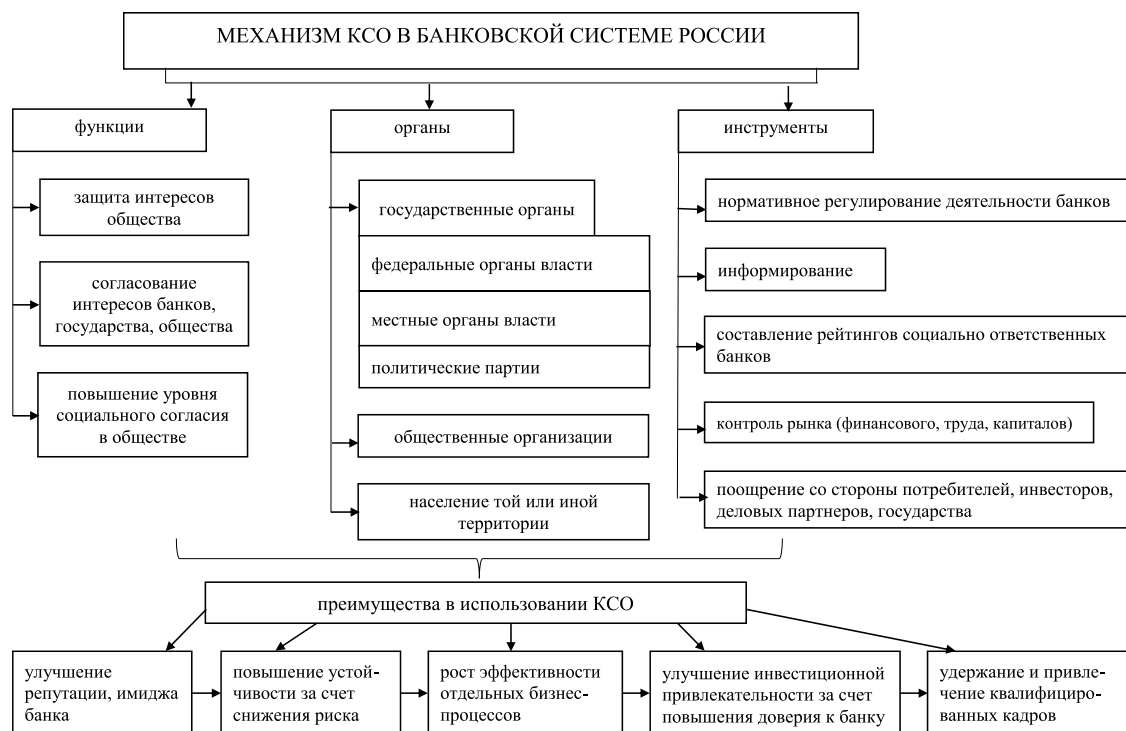 МЕХАНИЗМ КСО В БАНКОВСКОЙ СИСТЕМЕ РОССИИ
функции
защита интересов
общества
согласование
интересов банков,
государства, общества
повышение уровня
социального согласия
в обществе
органы
государственные органы
федеральные органы власти
местные органы власти
политические партии
общественные организации
население той или иной
территории
инструменты
нормативное регулирование деятельности банков
информирование
составление рейтингов социально ответственных
банков
контроль рынка (финансового, труда, капиталов)
поощрение со стороны потребителей, инвесторов,
деловых партнеров, государства
преимущества в использовании КСО
улучшение
репутации, имиджа
банка
повышение устой-
чивости за счет
снижения риска
рост эффективности
отдельных бизнес-
процессов
улучшение инвестиционной
привлекательности за счет
повышения доверия к банку
удержание и привле-
чение квалифициро-
ванных кадров